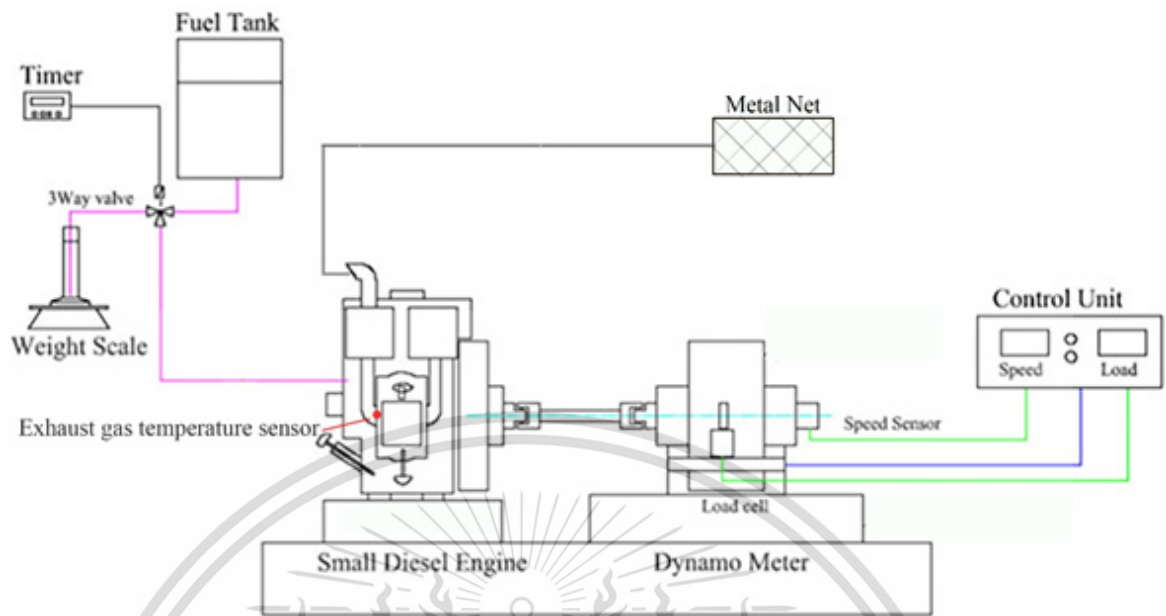 Fuel Tank
Timer
Metal Net
3Way valve
Weight Scale
Control Unit
Speed
Load
Exhaust gas temperature sensor
Speed Sensor
Load cell
Small Diesel Engine
Dynamo Meter